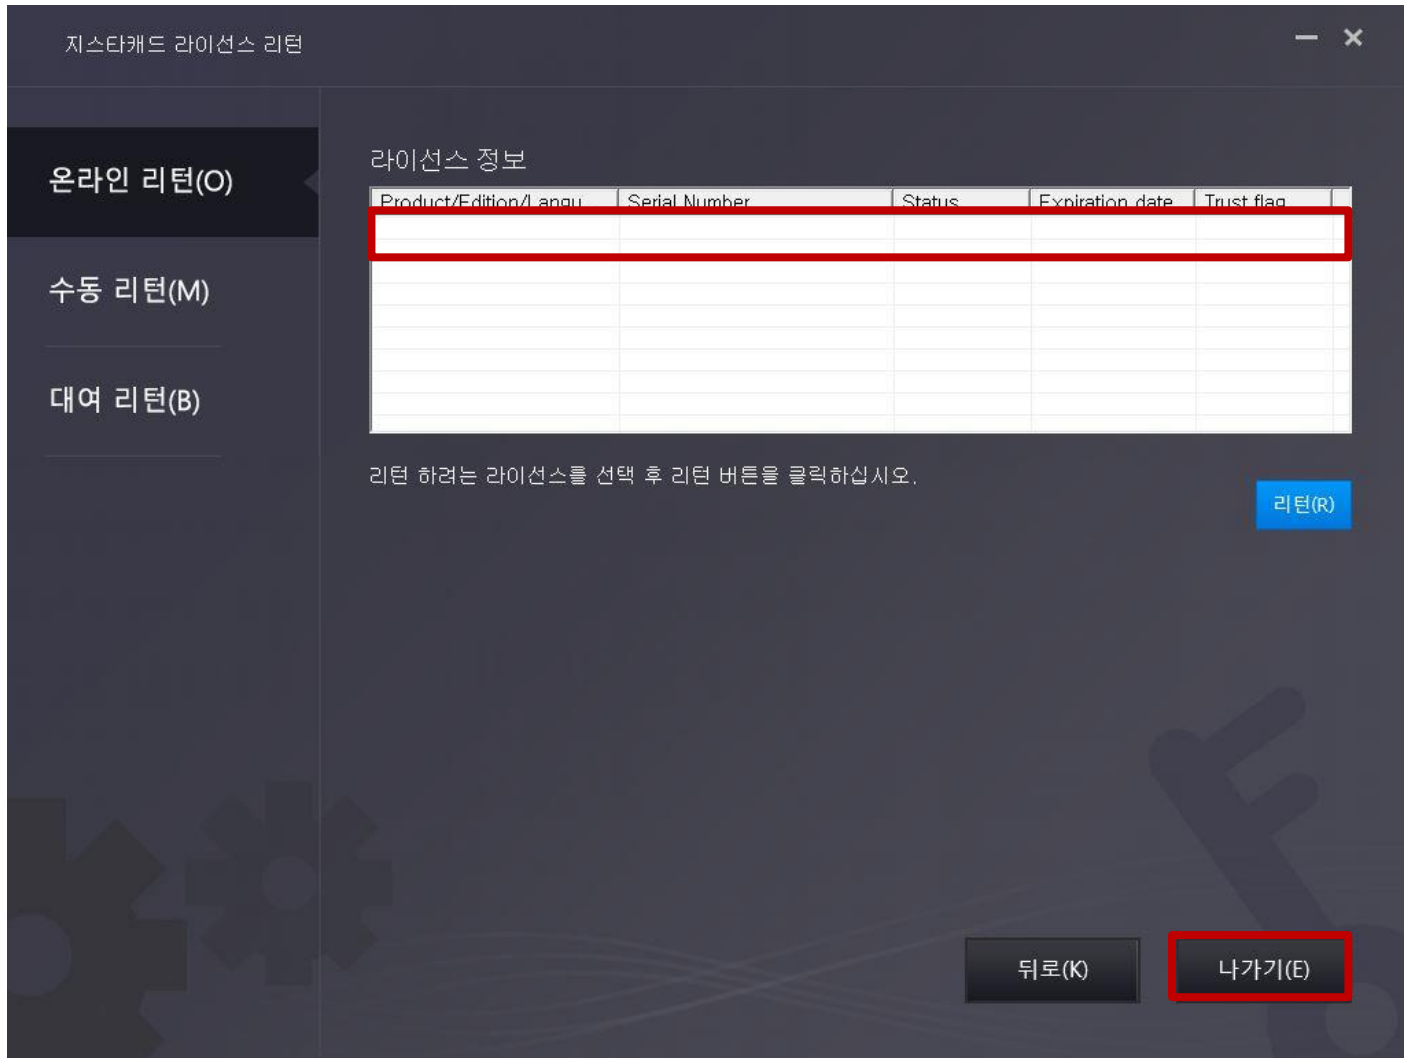 지스타캐드 라이선스 리턴
온라인 리턴(O)
수동 리턴(M)
대여 리턴(B)
라이선스 정보
Product/Edition/Langu Serial Number Status Expiration date Trust flag
리턴 하려는 라이선스를 선택 후 리턴 버튼을 클릭하십시오.
리턴(R)
뒤로(K) 나가기(E)